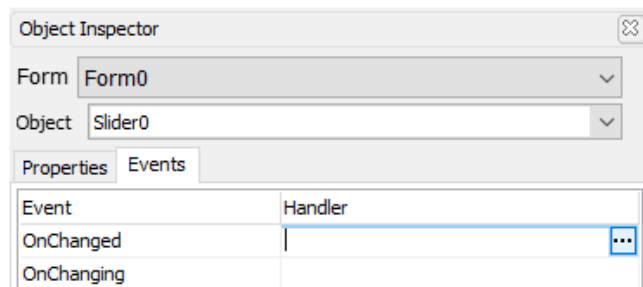 Object Inspector
Form Form0
Object Slider0
Properties Events
Event Handler
OnChanged ...
OnChanging